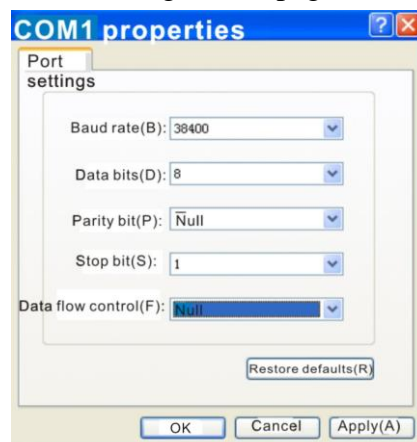 COM1 properties
Port
settings
Baud rate(B): 38400
Data bits(D): 8
Parity bit(P): Null
Stop bit(S): 1
Data flow control(F): Null
Restore defaults(R)
OK Cancel Apply(A)